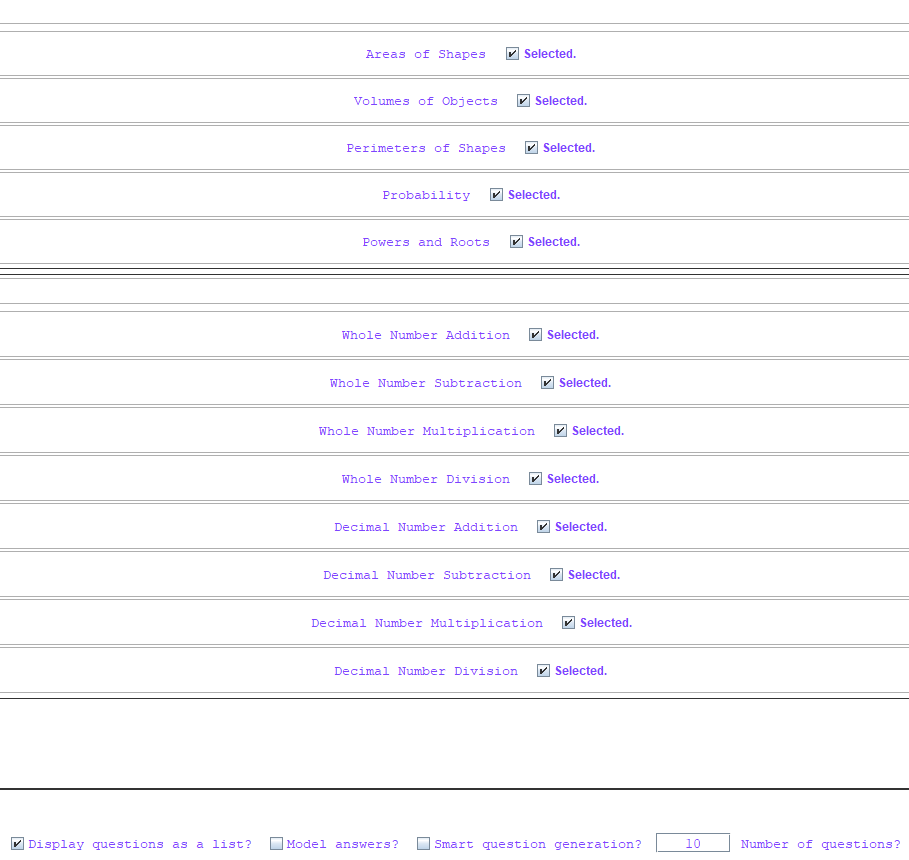 Areas of Shapes Selected.
Volumes of Objects Selected.
Perimeters of Shapes Selected.
Probability Selected.
Powers and Roots Selected.
Whole Number Addition Selected.
Whole Number Subtraction Selected.
Whole Number Multiplication Selected.
Whole Number Division Selected.
Decimal Number Addition Selected.
Decimal Number Subtraction Selected.
Decimal Number Multiplication Selected.
Decimal Number Division Selected.
Display questions as a list? Model answers? Smart question generation? 10 Number of questions?